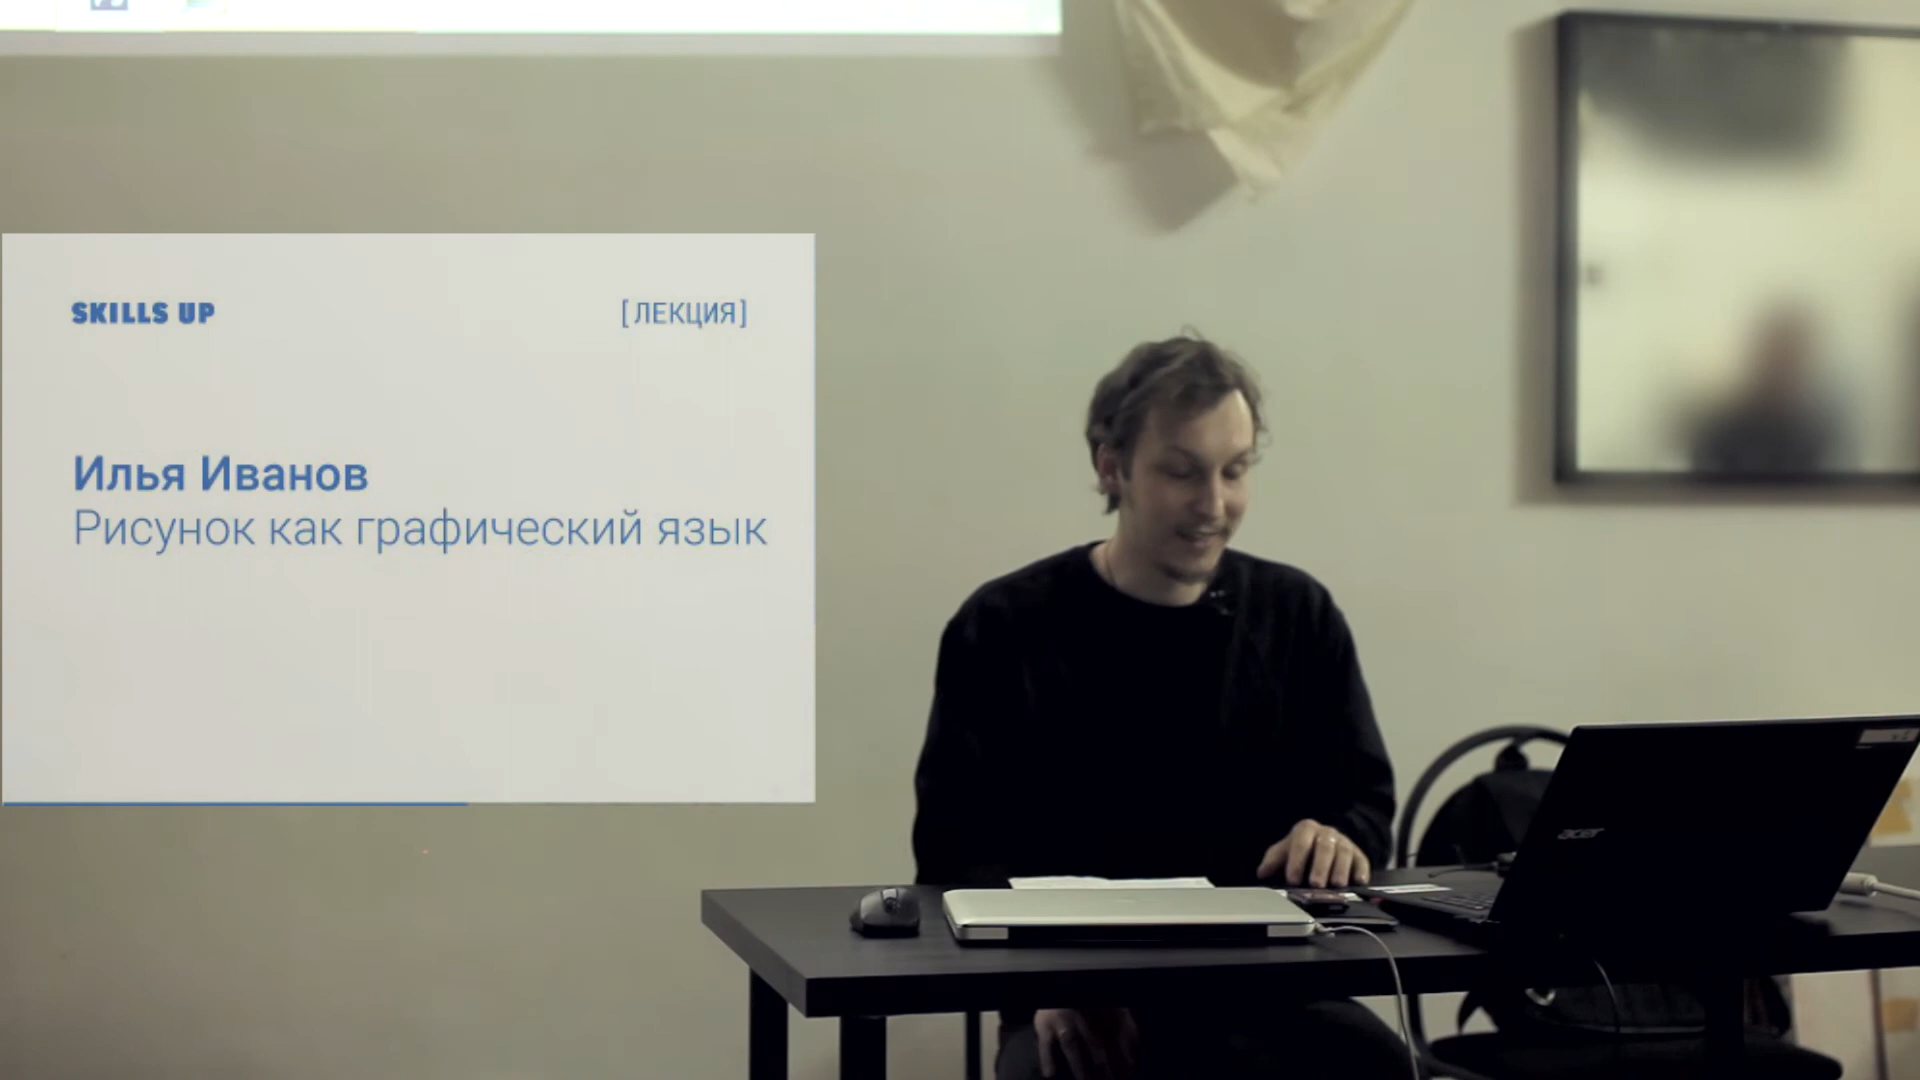 SKILLS UP
[ЛЕКЦИЯ]
Илья Иванов
Рисунок как графический язык
acer